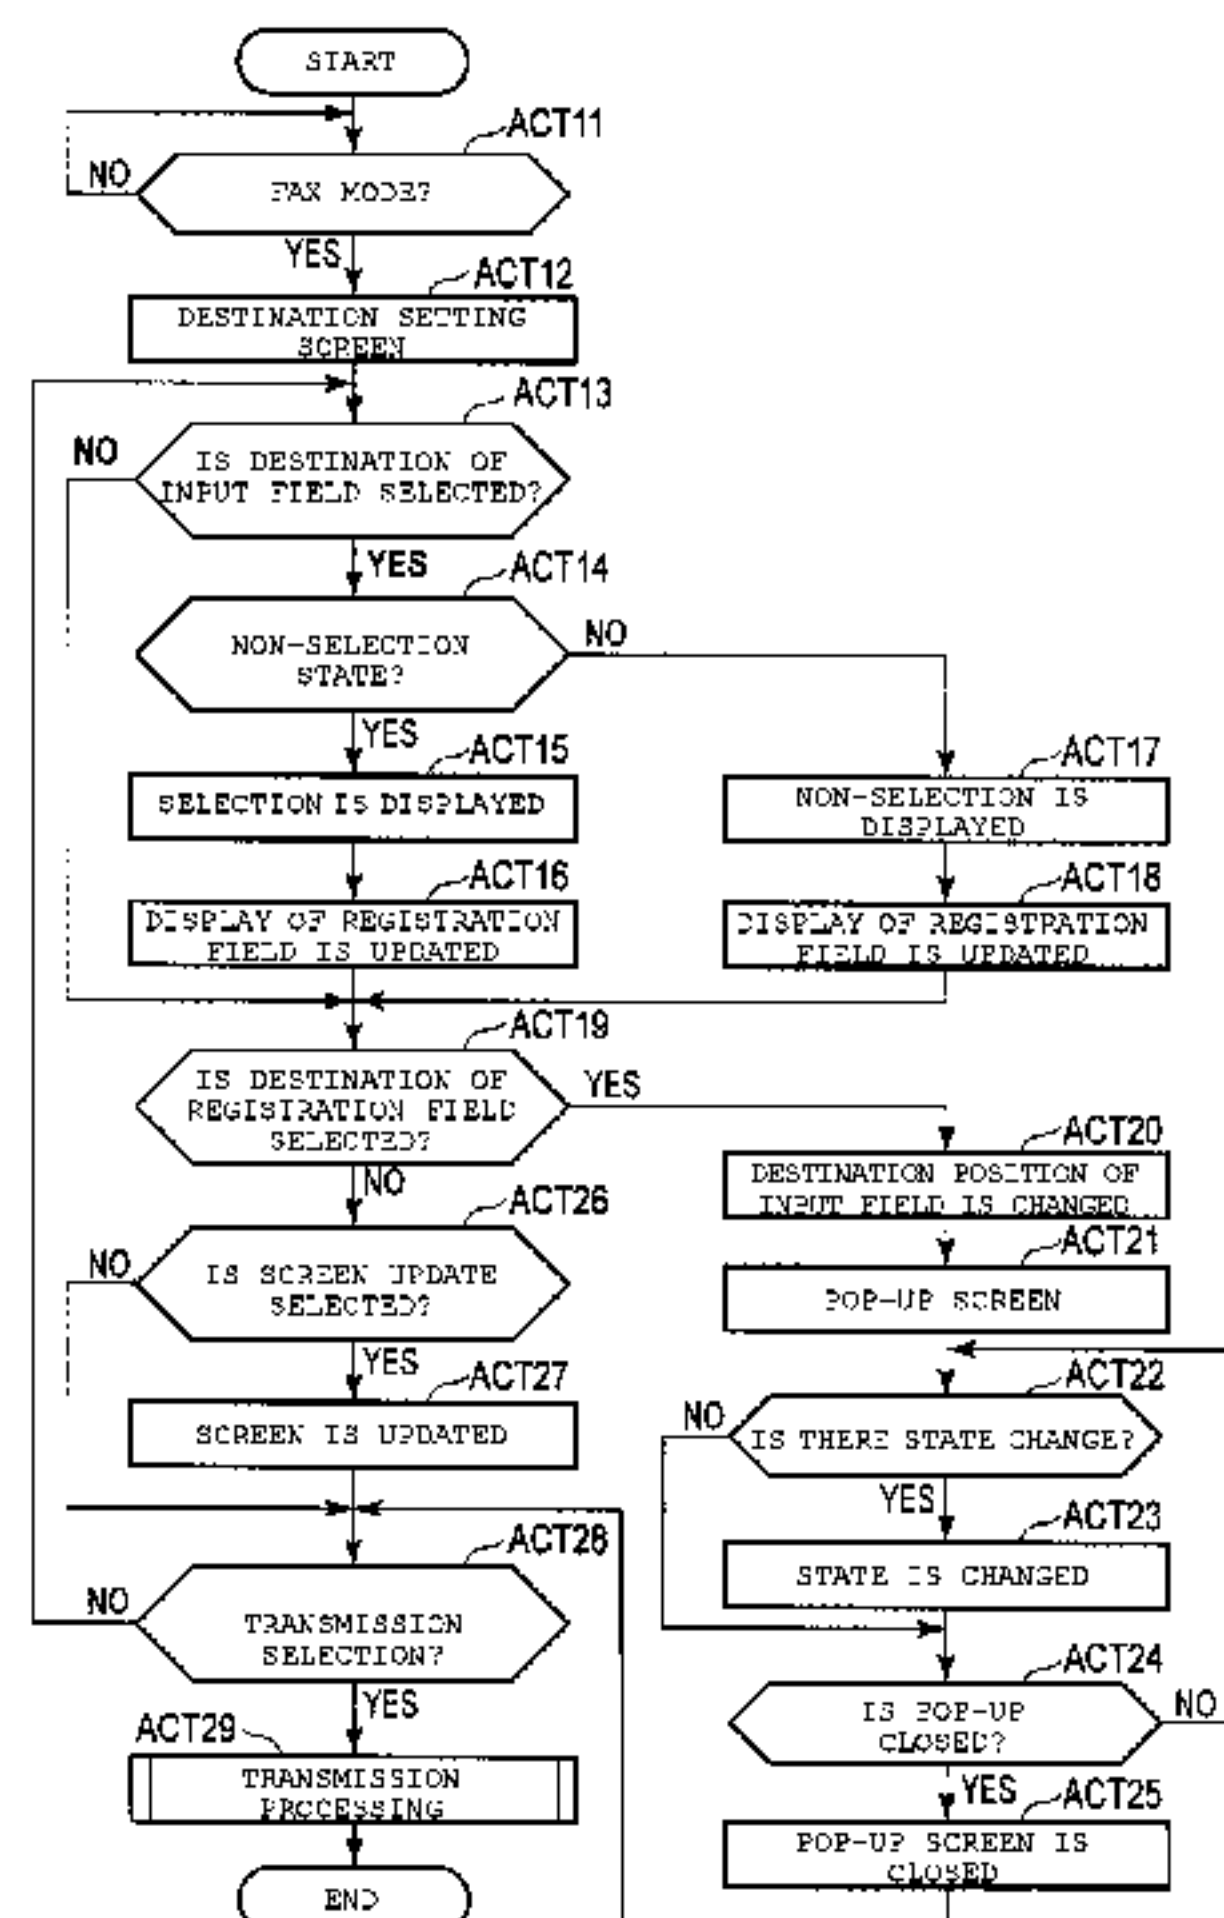 START
ACT11
NO
FAX MODE?
YES
ACT12
DESTINATION SETTING
SCREEN
ACT13
NO
IS DESTINATION OF
INPUT FIELD SELECTED?
YES
ACT14
NON-SELECTION
STATE?
NO
YES
ACT15
SELECTION IS DISPLAYED
ACT17
NON-SELECTION IS
DISPLAYED
ACT16
DISPLAY OF REGISTRATION
FIELD IS UPDATED
ACT18
DISPLAY OF REGISTRATION
FIELD IS UPDATED
ACT19
IS DESTINATION OF
REGISTRATION FIELD
SELECTED?
YES
NO
ACT20
DESTINATION POSITION OF
INPUT FIELD IS CHANGED
ACT21
POP-UP SCREEN
ACT26
NO
IS SCREEN UPDATE
SELECTED?
YES
ACT27
SCREEN IS UPDATED
ACT22
NO
IS THERE STATE CHANGE?
YES
ACT23
STATE IS CHANGED
ACT28
NO
TRANSMISSION
SELECTION?
YES
ACT24
IS POP-UP
CLOSED?
NO
YES
ACT25
POP-UP SCREEN IS
CLOSED
ACT29
TRANSMISSION
PROCESSING
END